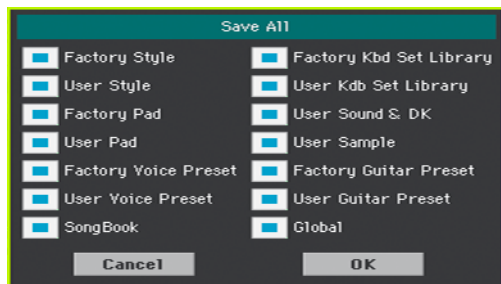 Save All
Factory Style
Factory Kbd Set Library
User Style
User Kdb Set Library
Factory Pad
User Sound & DK
User Pad
User Sample
Factory Voice Preset
Factory Guitar Preset
User Voice Preset
User Guitar Preset
SongBook
Global
Cancel
OK